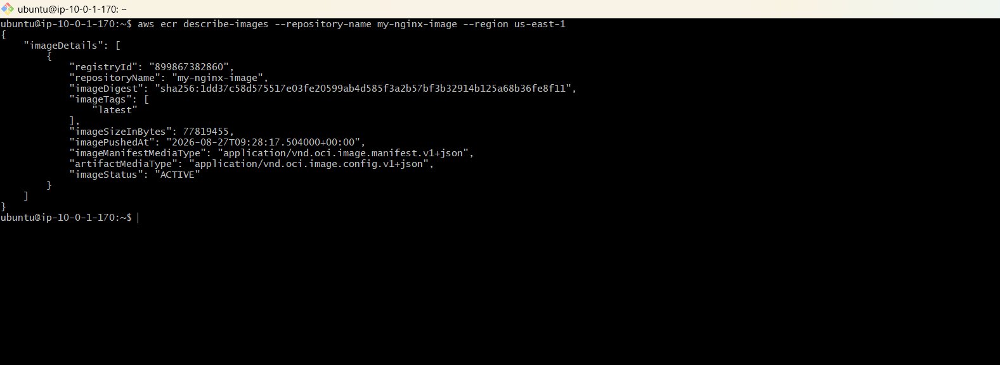 ubuntu@ip-10-0-1-170: ~
ubuntu@ip-10-0-1-170:~$ aws ecr describe-images --repository-name my-nginx-image --region us-east-1
{
    "imageDetails": [
        {
            "registryId": "899867382860",
            "repositoryName": "my-nginx-image",
            "imageDigest": "sha256:1dd37c58d575517e03fe20599ab4d585f3a2b57bf3b32914b125a68b36fe8f11",
            "imageTags": [
                "latest"
            ],
            "imageSizeInBytes": 77819455,
            "imagePushedAt": "2026-08-27T09:28:17.504000+00:00",
            "imageManifestMediaType": "application/vnd.oci.image.manifest.v1+json",
            "artifactMediaType": "application/vnd.oci.image.config.v1+json",
            "imageStatus": "ACTIVE"
        }
    ]
}
ubuntu@ip-10-0-1-170:~$